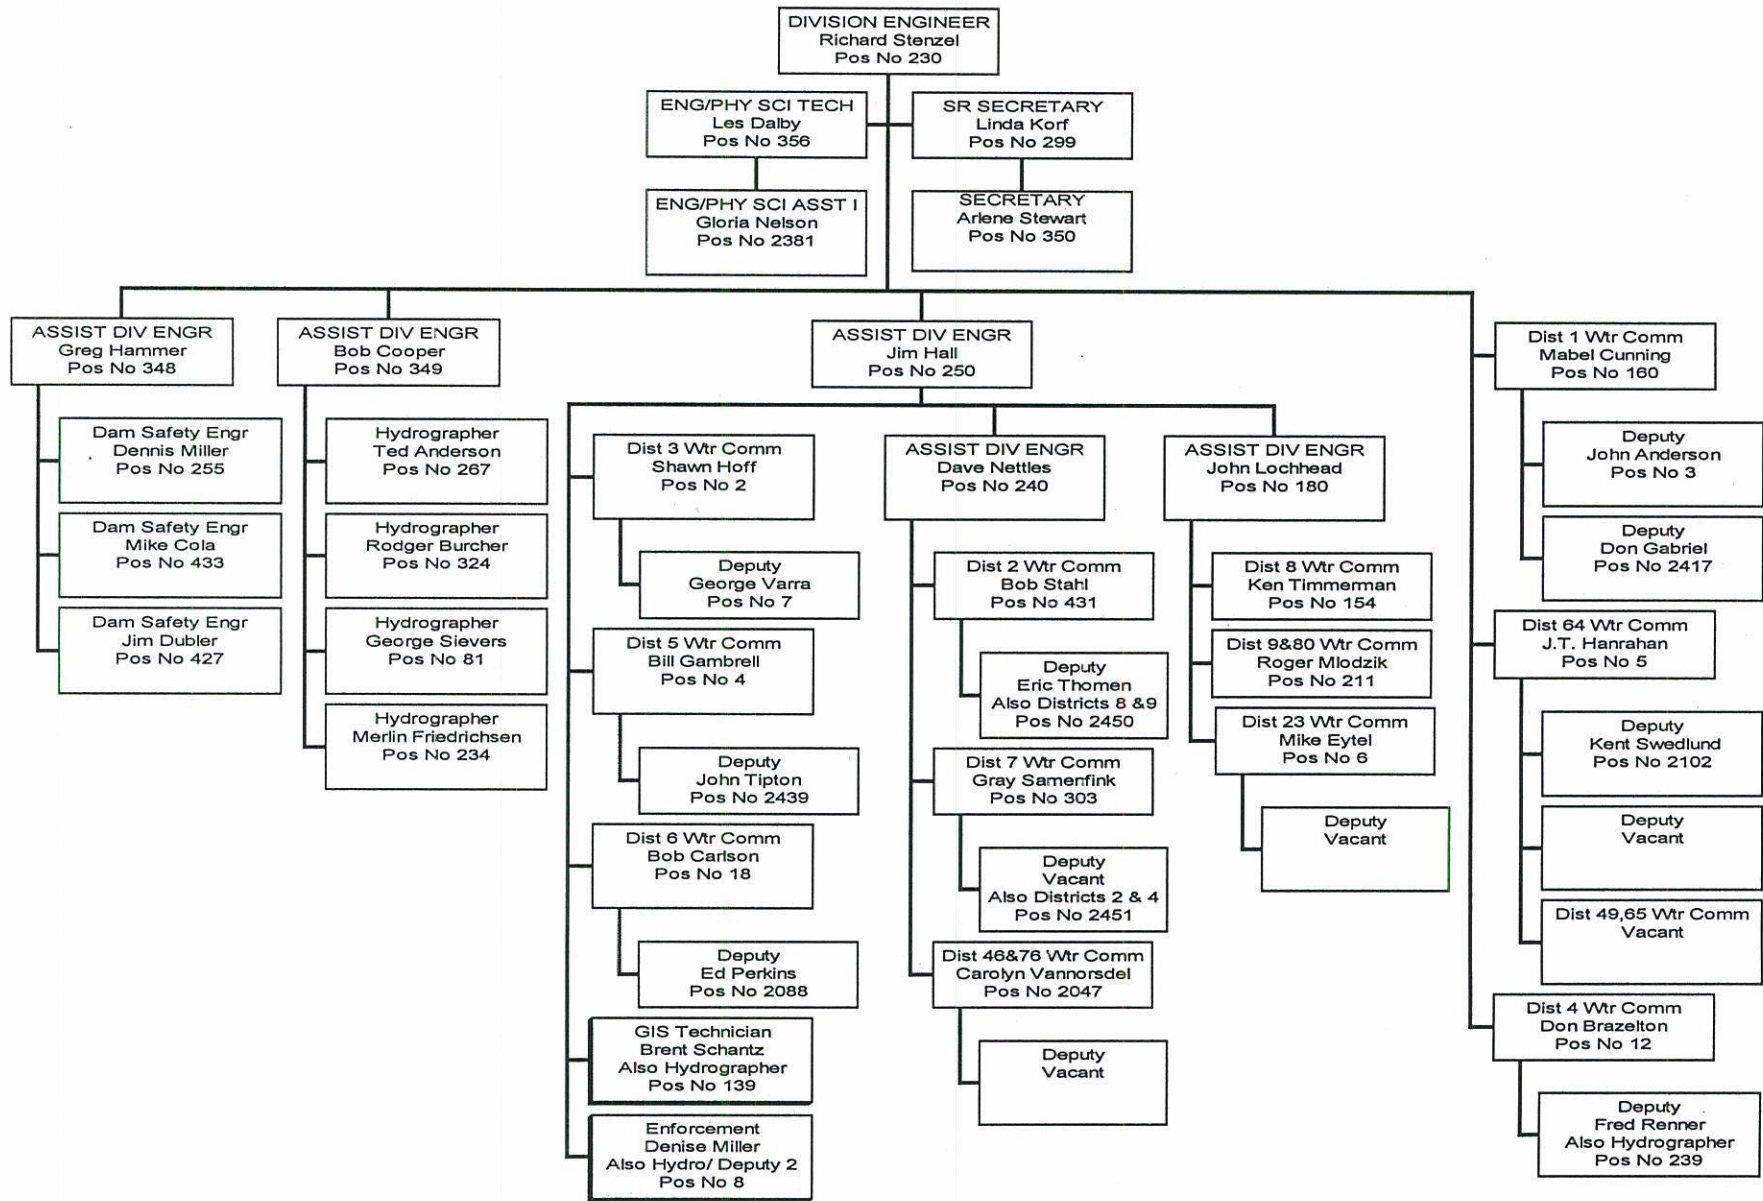 DIVISION ENGINEER
Richard Stenzel
Pos No 230
ENG/PHY SCI TECH
Les Dalby
Pos No 356
SR SECRETARY
Linda Korf
Pos No 299
ENG/PHY SCI ASST I
Gloria Nelson
Pos No 2381
SECRETARY
Arlene Stewart
Pos No 350
ASSIST DIV ENGR
Greg Hammer
Pos No 348
Dam Safety Engr
Dennis Miller
Pos No 255
Dam Safety Engr
Mike Cola
Pos No 433
Dam Safety Engr
Jim Dubler
Pos No 427
ASSIST DIV ENGR
Bob Cooper
Pos No 349
Hydrographer
Ted Anderson
Pos No 267
Hydrographer
Rodger Burcher
Pos No 324
Hydrographer
George Sievers
Pos No 81
Hydrographer
Merlin Friedrichsen
Pos No 234
ASSIST DIV ENGR
Jim Hall
Pos No 250
Dist 3 Wtr Comm
Shawn Hoff
Pos No 2
Deputy
George Varra
Pos No 7
Dist 5 Wtr Comm
Bill Gambrell
Pos No 4
Deputy
John Tipton
Pos No 2439
Dist 6 Wtr Comm
Bob Carlson
Pos No 18
Deputy
Ed Perkins
Pos No 2088
GIS Technician
Brent Schantz
Also Hydrographer
Pos No 139
Enforcement
Denise Miller
Also Hydro/ Deputy 2
Pos No 8
ASSIST DIV ENGR
Dave Nettles
Pos No 240
Dist 2 Wtr Comm
Bob Stahl
Pos No 431
Deputy
Eric Thomen
Also Districts 8 &9
Pos No 2450
Dist 7 Wtr Comm
Gray Samenfink
Pos No 303
Deputy
Vacant
Also Districts 2 & 4
Pos No 2451
Dist 46&76 Wtr Comm
Carolyn Vannorsdel
Pos No 2047
Deputy
Vacant
ASSIST DIV ENGR
John Lochhead
Pos No 180
Dist 8 Wtr Comm
Ken Timmerman
Pos No 154
Dist 9&80 Wtr Comm
Roger Mlodzik
Pos No 211
Dist 23 Wtr Comm
Mike Eytel
Pos No 6
Deputy
Vacant
Dist 1 Wtr Comm
Mabel Cunning
Pos No 160
Deputy
John Anderson
Pos No 3
Deputy
Don Gabriel
Pos No 2417
Dist 64 Wtr Comm
J.T. Hanrahan
Pos No 5
Deputy
Kent Swedlund
Pos No 2102
Deputy
Vacant
Dist 49,65 Wtr Comm
Vacant
Dist 4 Wtr Comm
Don Brazelton
Pos No 12
Deputy
Fred Renner
Also Hydrographer
Pos No 239